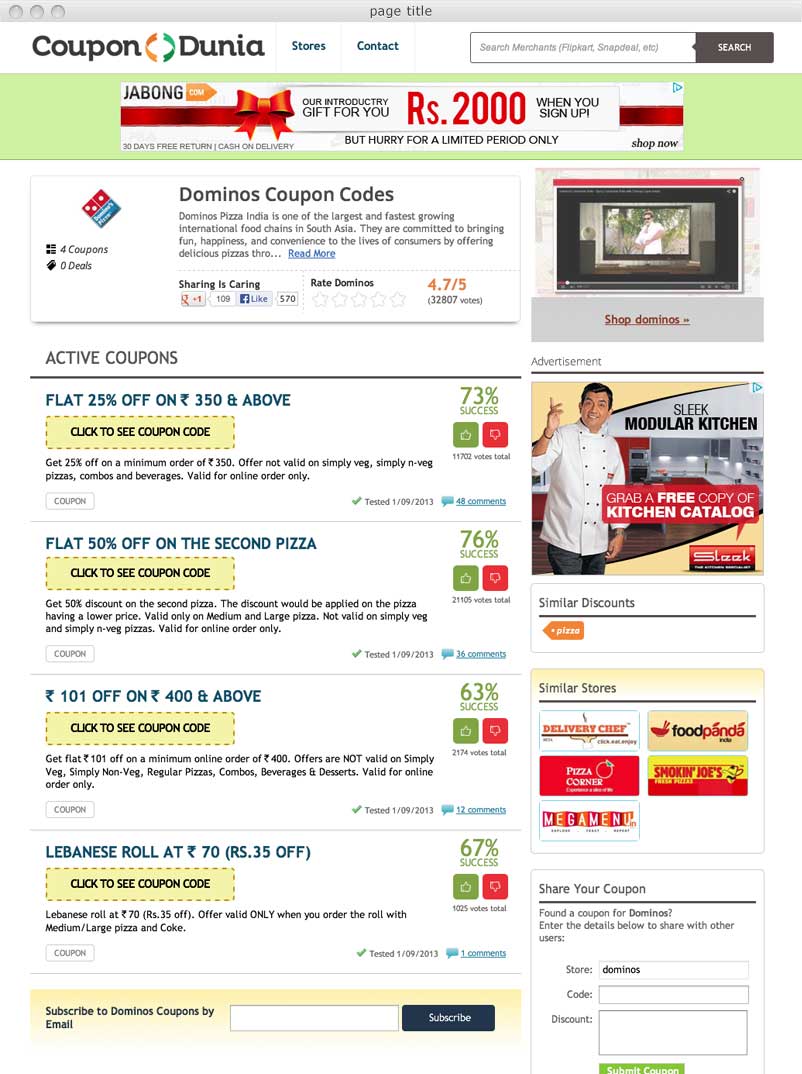 page title
Coupon Dunia
Stores
Contact
Search Merchants (Flipkart, Snapdeal, etc)
SEARCH
JABONG.COM
OUR INTRODUCTRY
GIFT FOR YOU
Rs. 2000
WHEN YOU
SIGN UP!
30 DAYS FREE RETURN | CASH ON DELIVERY
BUT HURRY FOR A LIMITED PERIOD ONLY
shop now
Dominos Coupon Codes
Dominos Pizza India is one of the largest and fastest growing
international food chains in South Asia. They are committed to bringing
fun, happiness, and convenience to the lives of consumers by offering
delicious pizzas thro... Read More
4 Coupons
0 Deals
Sharing Is Caring
g +1 109 Like 570
Rate Dominos
4.7/5
(32807 votes)
Shop dominos »
ACTIVE COUPONS
FLAT 25% OFF ON ₹ 350 & ABOVE
CLICK TO SEE COUPON CODE
73%
SUCCESS
11702 votes total
Get 25% off on a minimum order of ₹ 350. Offer not valid on simply veg, simply n-veg
pizzas, combos and beverages. Valid for online order only.
COUPON
Tested 1/09/2013 48 comments
FLAT 50% OFF ON THE SECOND PIZZA
CLICK TO SEE COUPON CODE
76%
SUCCESS
21105 votes total
Get 50% discount on the second pizza. The discount would be applied on the pizza
having a lower price. Valid only on Medium and Large pizza. Not valid on simply veg
and simply n-veg pizzas. Valid for online order only.
COUPON
Tested 1/09/2013 36 comments
₹ 101 OFF ON ₹ 400 & ABOVE
CLICK TO SEE COUPON CODE
63%
SUCCESS
2174 votes total
Get flat ₹ 101 off on a minimum online order of ₹ 400. Offers are NOT valid on Simply
Veg, Simply Non-Veg, Regular Pizzas, Combos, Beverages & Desserts. Valid for online
order only.
COUPON
Tested 1/09/2013 12 comments
LEBANESE ROLL AT ₹ 70 (RS.35 OFF)
CLICK TO SEE COUPON CODE
67%
SUCCESS
1025 votes total
Lebanese roll at ₹ 70 (Rs.35 off). Offer valid ONLY when you order the roll with
Medium/Large pizza and Coke.
COUPON
Tested 1/09/2013 1 comments
Subscribe to Dominos Coupons by
Email
Subscribe
Advertisement
SLEEK
MODULAR KITCHEN
GRAB A FREE COPY OF
KITCHEN CATALOG
Sleek
THE KITCHEN SPECIALIST
Similar Discounts
pizza
Similar Stores
DELIVERY CHEF
click.eat.enjoy
foodpanda
india
PIZZA
CORNER
Experience a slice of life
SMOKIN' JOE'S
FRESH PIZZAS
MEGAMENU.in
EXPLORE FEAST REPEAT
Share Your Coupon
Found a coupon for Dominos?
Enter the details below to share with other
users:
Store: dominos
Code:
Discount:
Submit Coupon